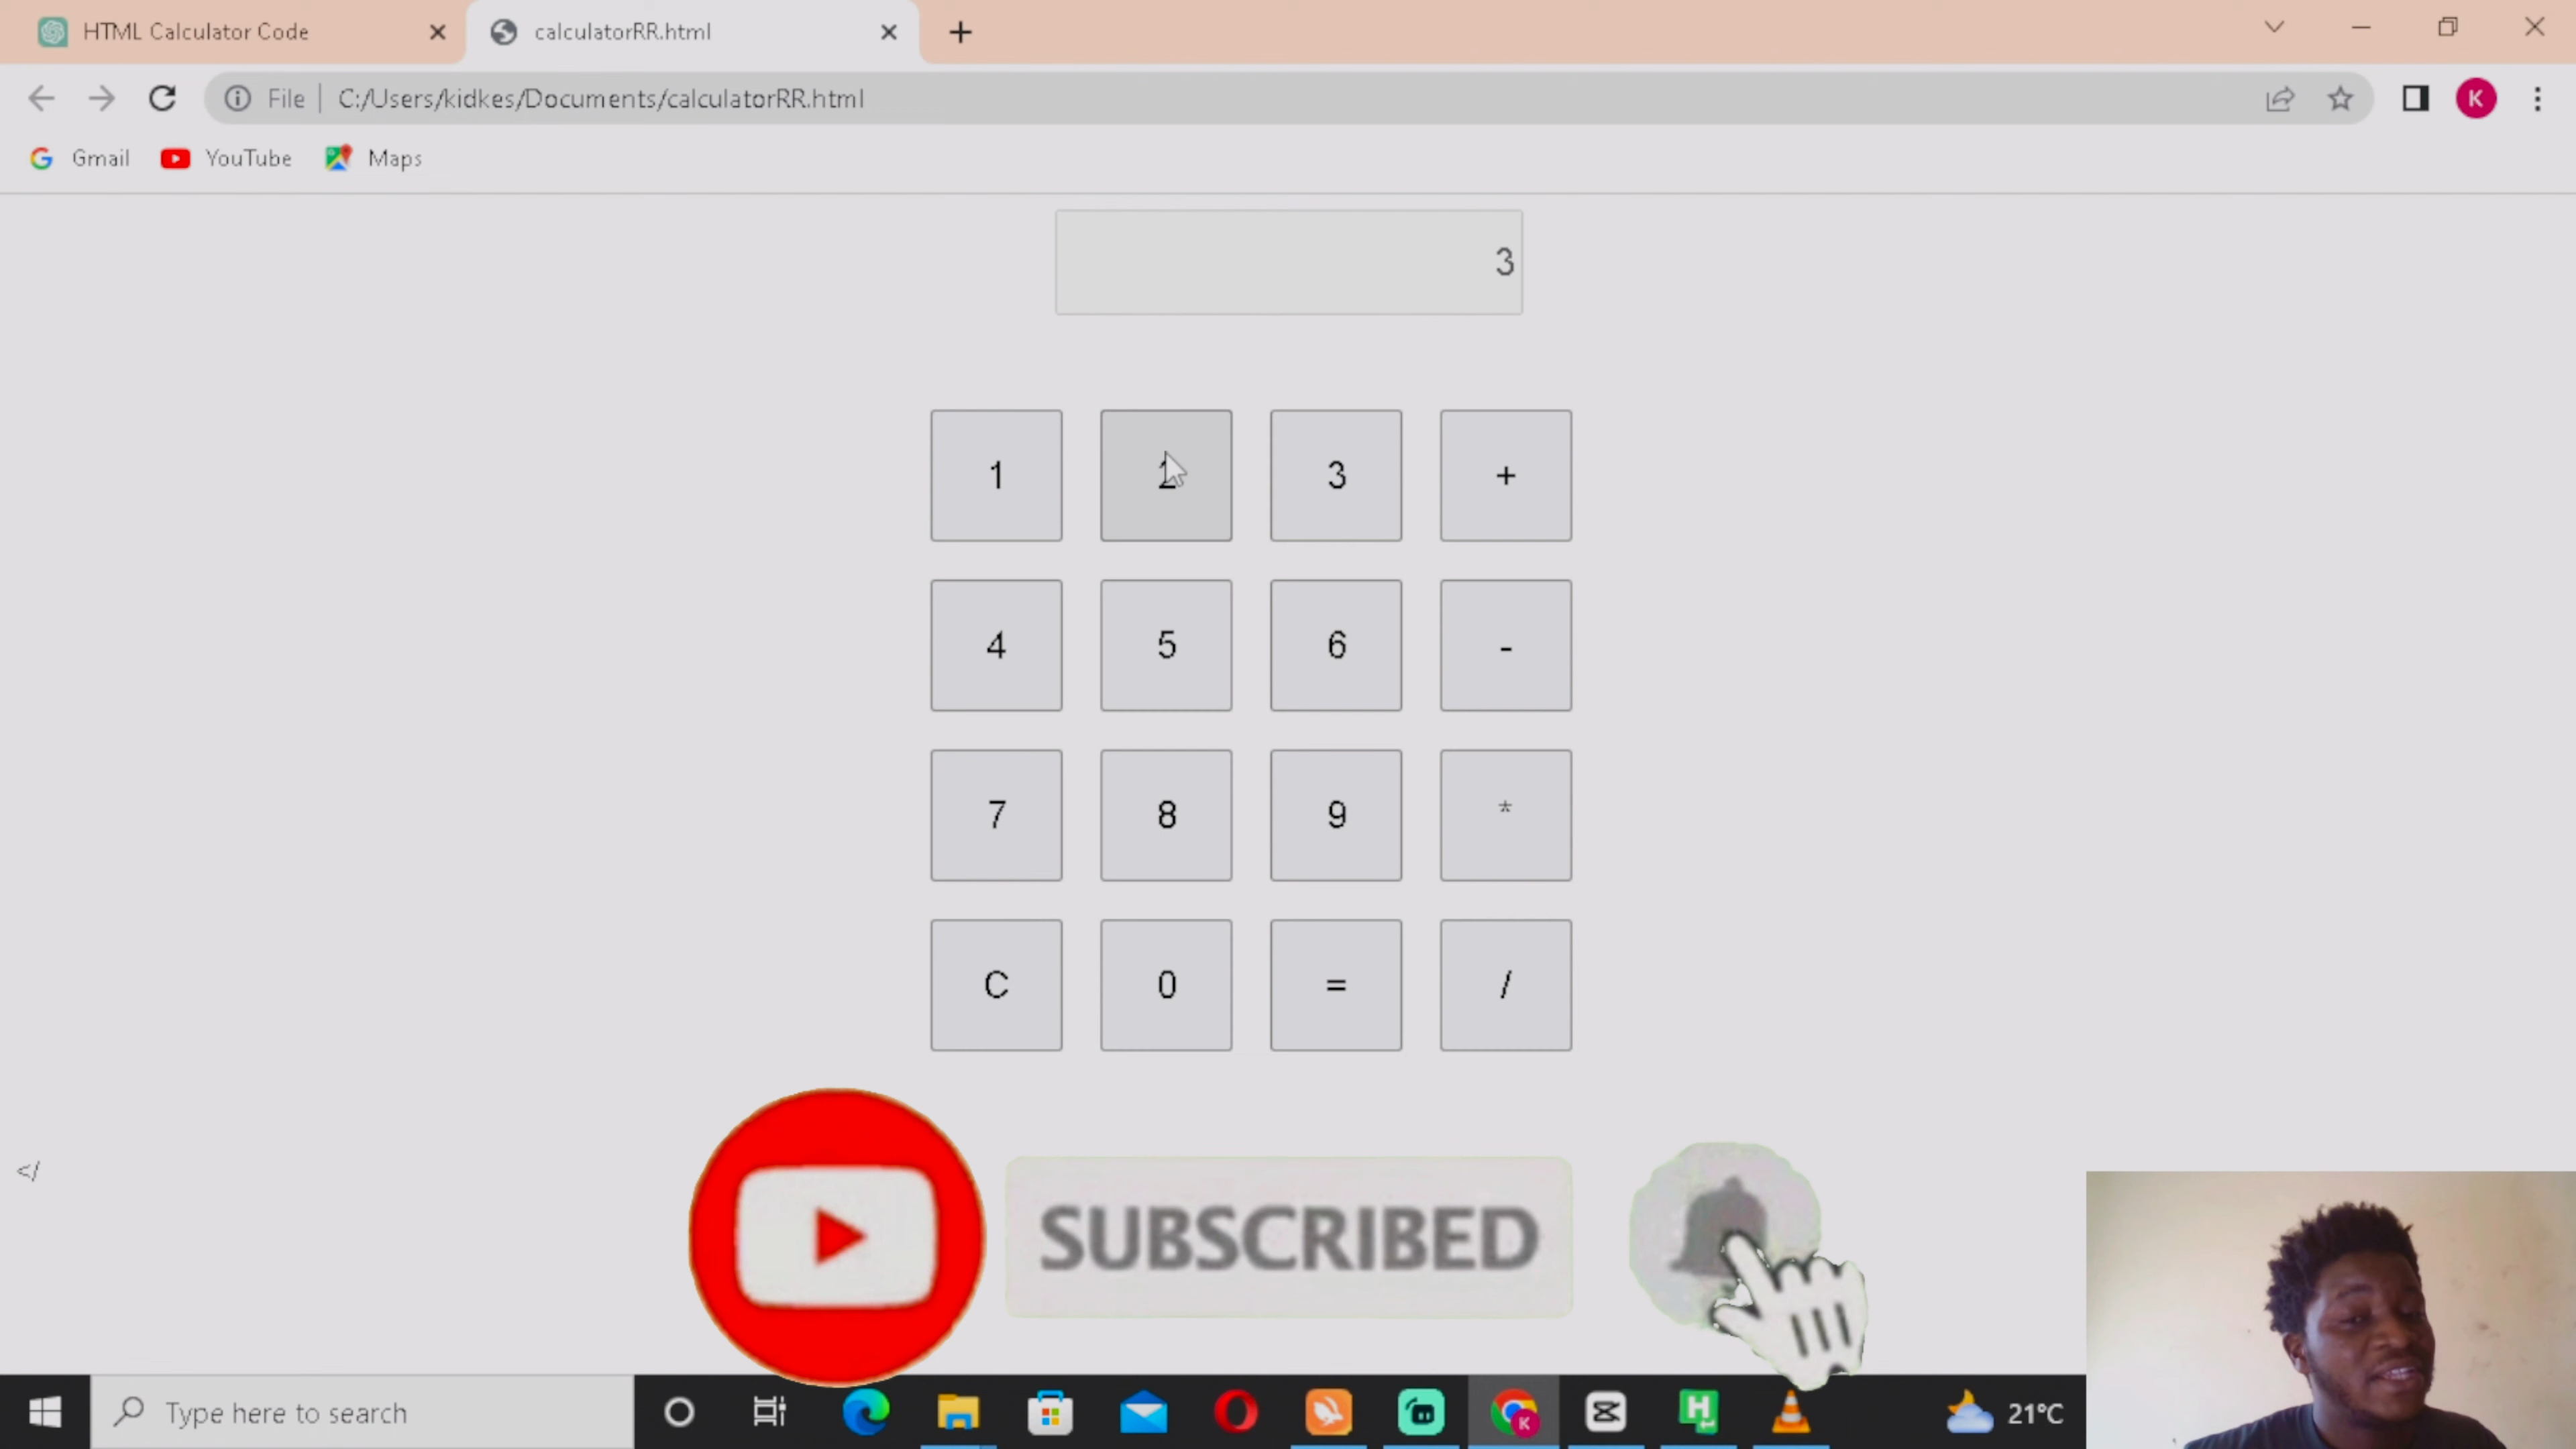 HTML Calculator Code
calculatorRR.html
File
C:/Users/kidkes/Documents/calculatorRR.html
K
Gmail
YouTube
Maps
3
1 2 3 +
4 5 6 -
7 8 9 *
C 0 = /
</
SUBSCRIBED
Type here to search
K
H
21°C